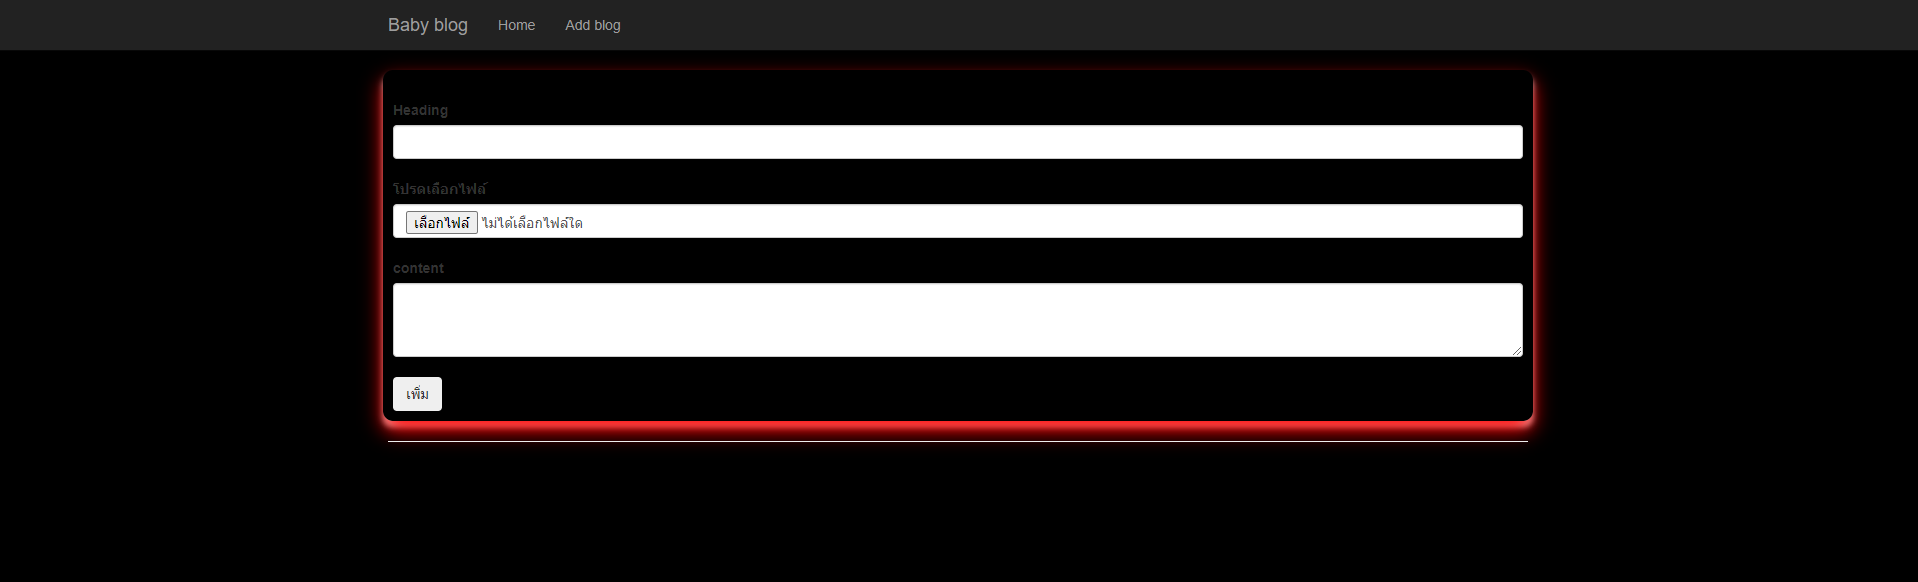 Baby blog Home Add blog
Heading
โปรดเลือกไฟล์
เลือกไฟล์ ไม่ได้เลือกไฟล์ใด
content
เพิ่ม